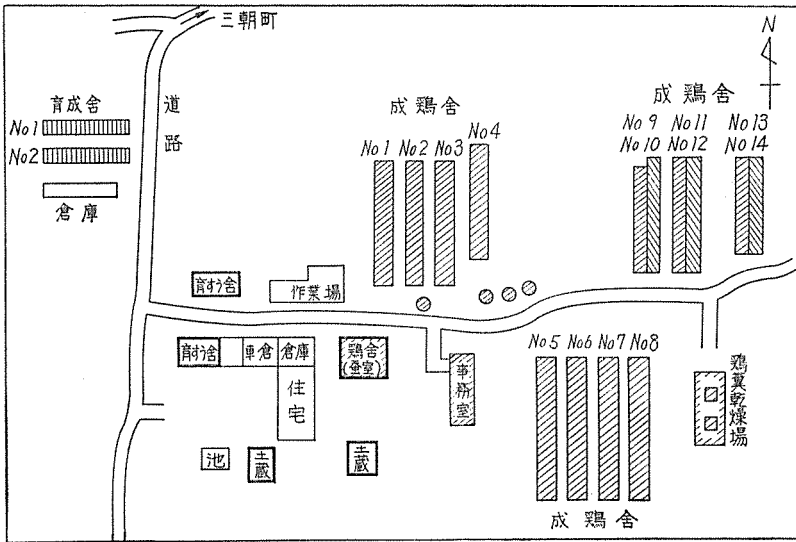 三朝町
N
道路
育成舎
No1
No2
倉庫
成鶏舎
No1 No2 No3 No4
成鶏舎
No9 No11 No13
No10 No12 No14
育すう舎
作業場
育すう舎
車倉
倉庫
住宅
鶏舎
(蚕室)
事務室
池
土蔵
土蔵
No5 No6 No7 No8
成鶏舎
鶏糞乾燥場